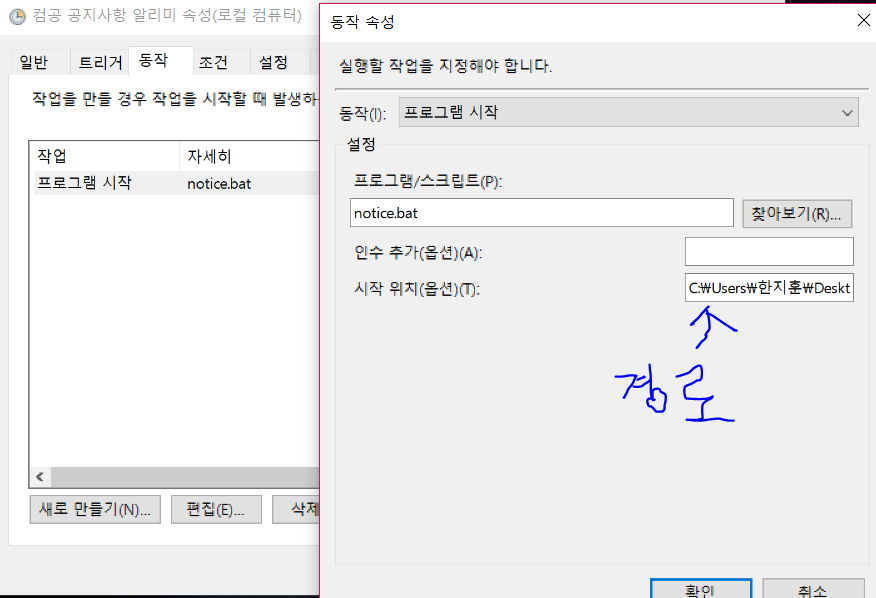 컴공 공지사항 알리미 속성(로컬 컴퓨터)
일반 트리거 동작 조건 설정
작업을 만들 경우 작업을 시작할 때 발생하
작업 자세히
프로그램 시작 notice.bat
새로 만들기(N)... 편집(E)... 삭제
동작 속성
실행할 작업을 지정해야 합니다.
동작(I): 프로그램 시작
설정
프로그램/스크립트(P):
notice.bat 찾아보기(R)...
인수 추가(옵션)(A):
시작 위치(옵션)(T): C:₩Users₩한지훈₩Deskt
경로
확인 취소